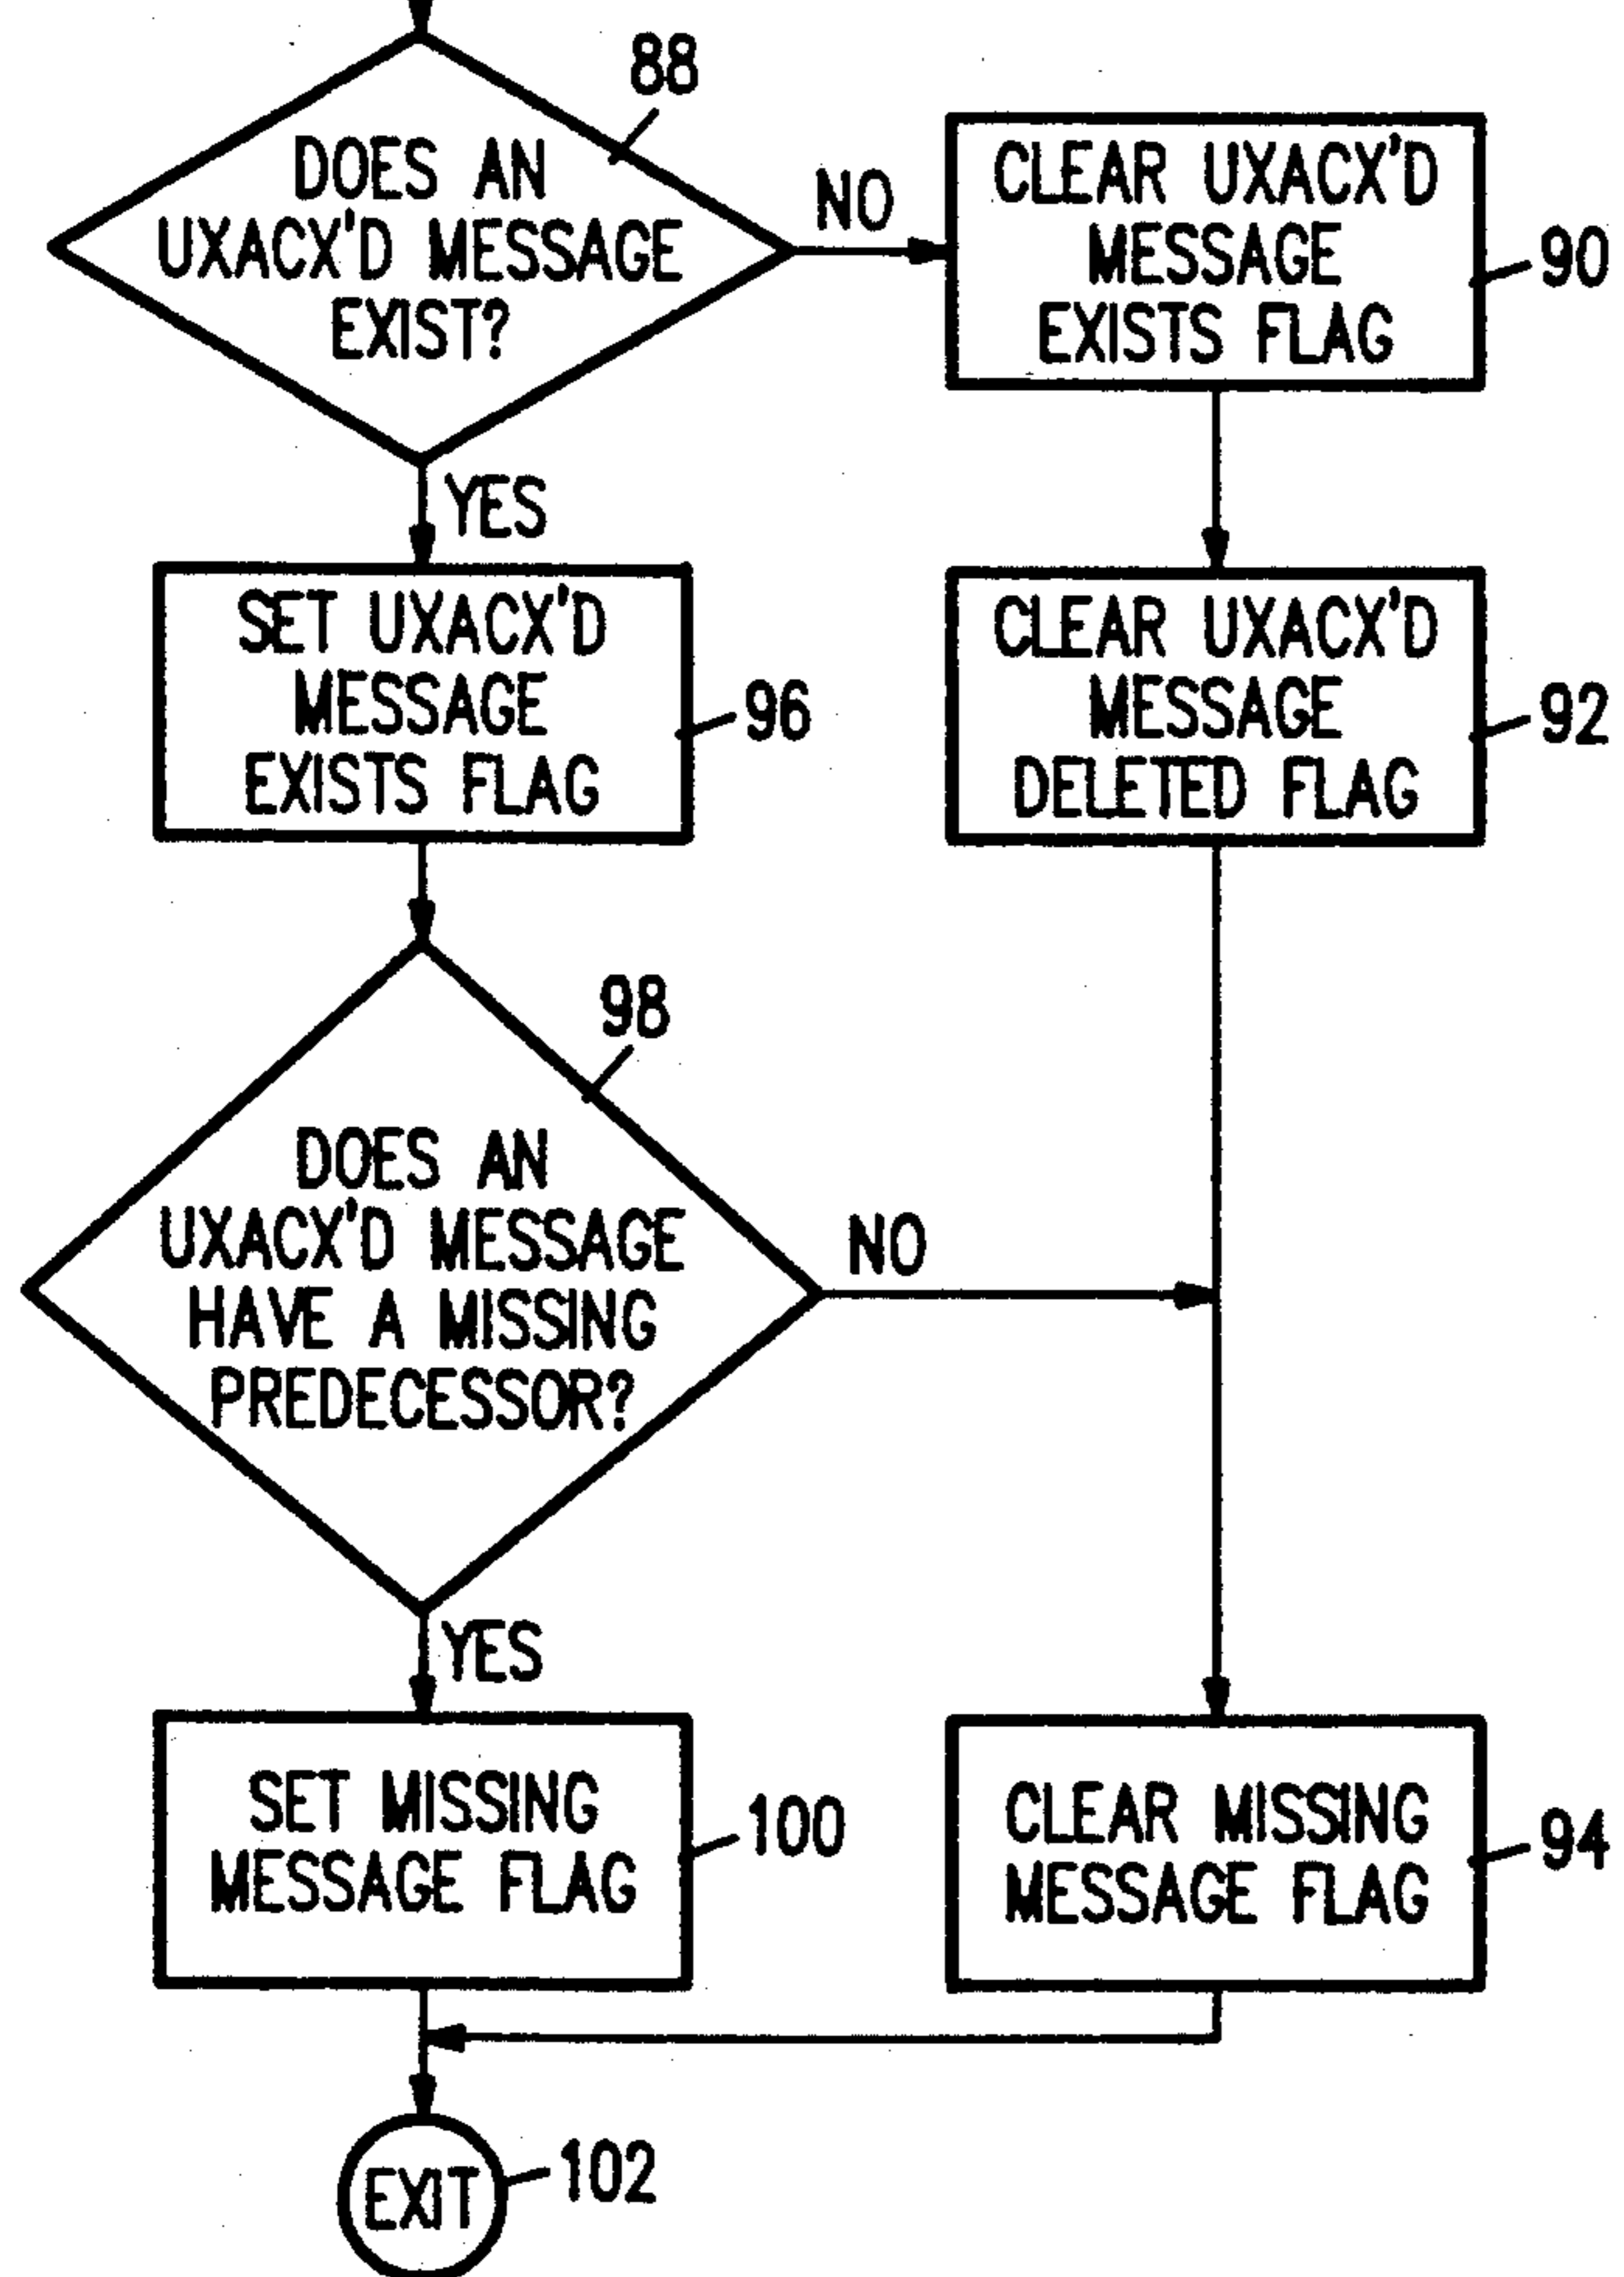 88
DOES AN
UXACX'D MESSAGE
EXIST?
NO
CLEAR UXACX'D
MESSAGE
EXISTS FLAG
90
YES
SET UXACX'D
MESSAGE
EXISTS FLAG
96
CLEAR UXACX'D
MESSAGE
DELETED FLAG
92
98
DOES AN
UXACX'D MESSAGE
HAVE A MISSING
PREDECESSOR?
NO
YES
SET MISSING
MESSAGE FLAG
100
CLEAR MISSING
MESSAGE FLAG
94
EXIT
102